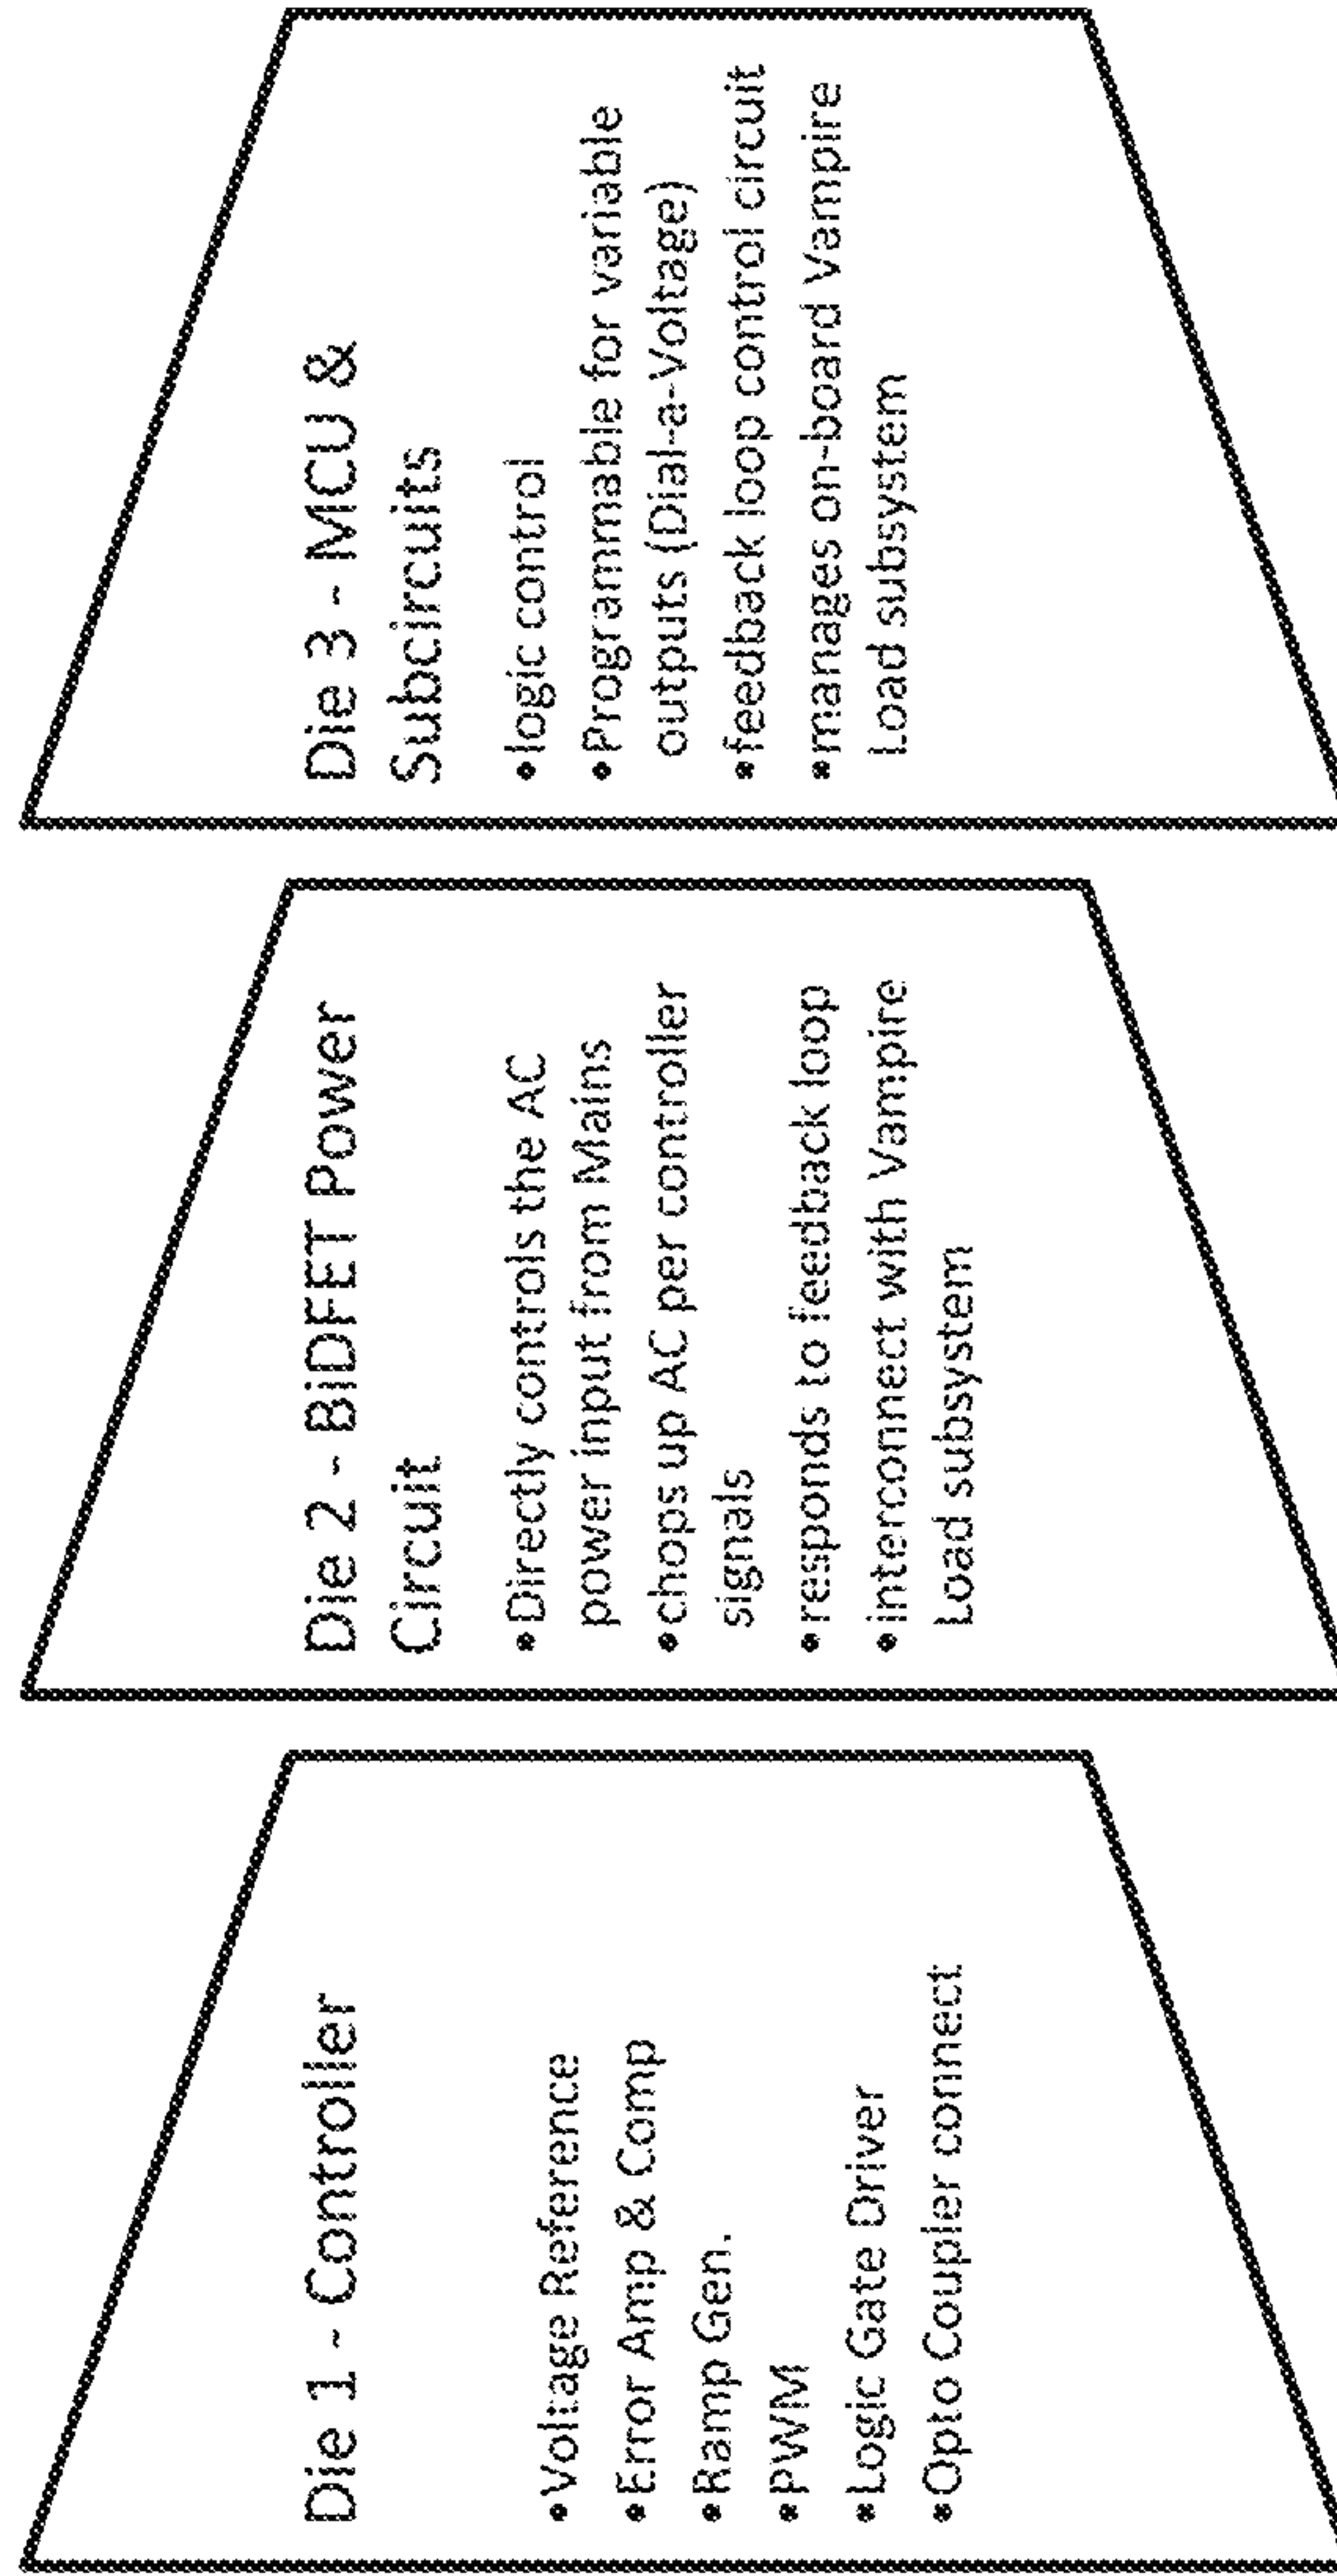 Die 1 - Controller
•Voltage Reference
•Error Amp & Comp
•Ramp Gen.
•PWM
•Logic Gate Driver
•Opto Coupler connect
Die 2 - BiDFET Power
Circuit
•Directly controls the AC
power input from Mains
•chops up AC per controller
signals
•responds to feedback loop
•interconnect with Vampire
Load subsystem
Die 3 - MCU &
Subcircuits
•logic control
•Programmable for variable
outputs (Dial-a-Voltage)
•feedback loop control circuit
•manages on-board Vampire
Load subsystem